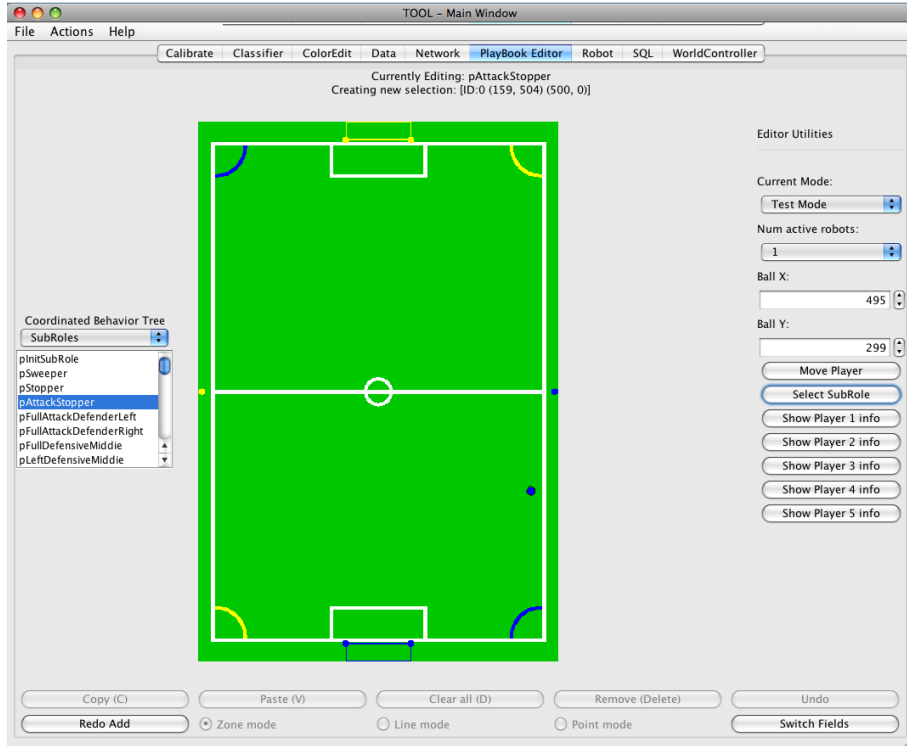 TOOL – Main Window
File Actions Help
Calibrate Classifier ColorEdit Data Network PlayBook Editor Robot SQL WorldController
Currently Editing: pAttackStopper
Creating new selection: [ID:0 (159, 504) (500, 0)]
Editor Utilities
Current Mode:
Test Mode
Num active robots:
1
Ball X:
495
Ball Y:
299
Move Player
Select SubRole
Show Player 1 info
Show Player 2 info
Show Player 3 info
Show Player 4 info
Show Player 5 info
Coordinated Behavior Tree
SubRoles
pInitSubRole
pSweeper
pStopper
pAttackStopper
pFullAttackDefenderLeft
pFullAttackDefenderRight
pFullDefensiveMiddie
pLeftDefensiveMiddie
Copy (C) Paste (V) Clear all (D) Remove (Delete) Undo
Redo Add Zone mode Line mode Point mode Switch Fields